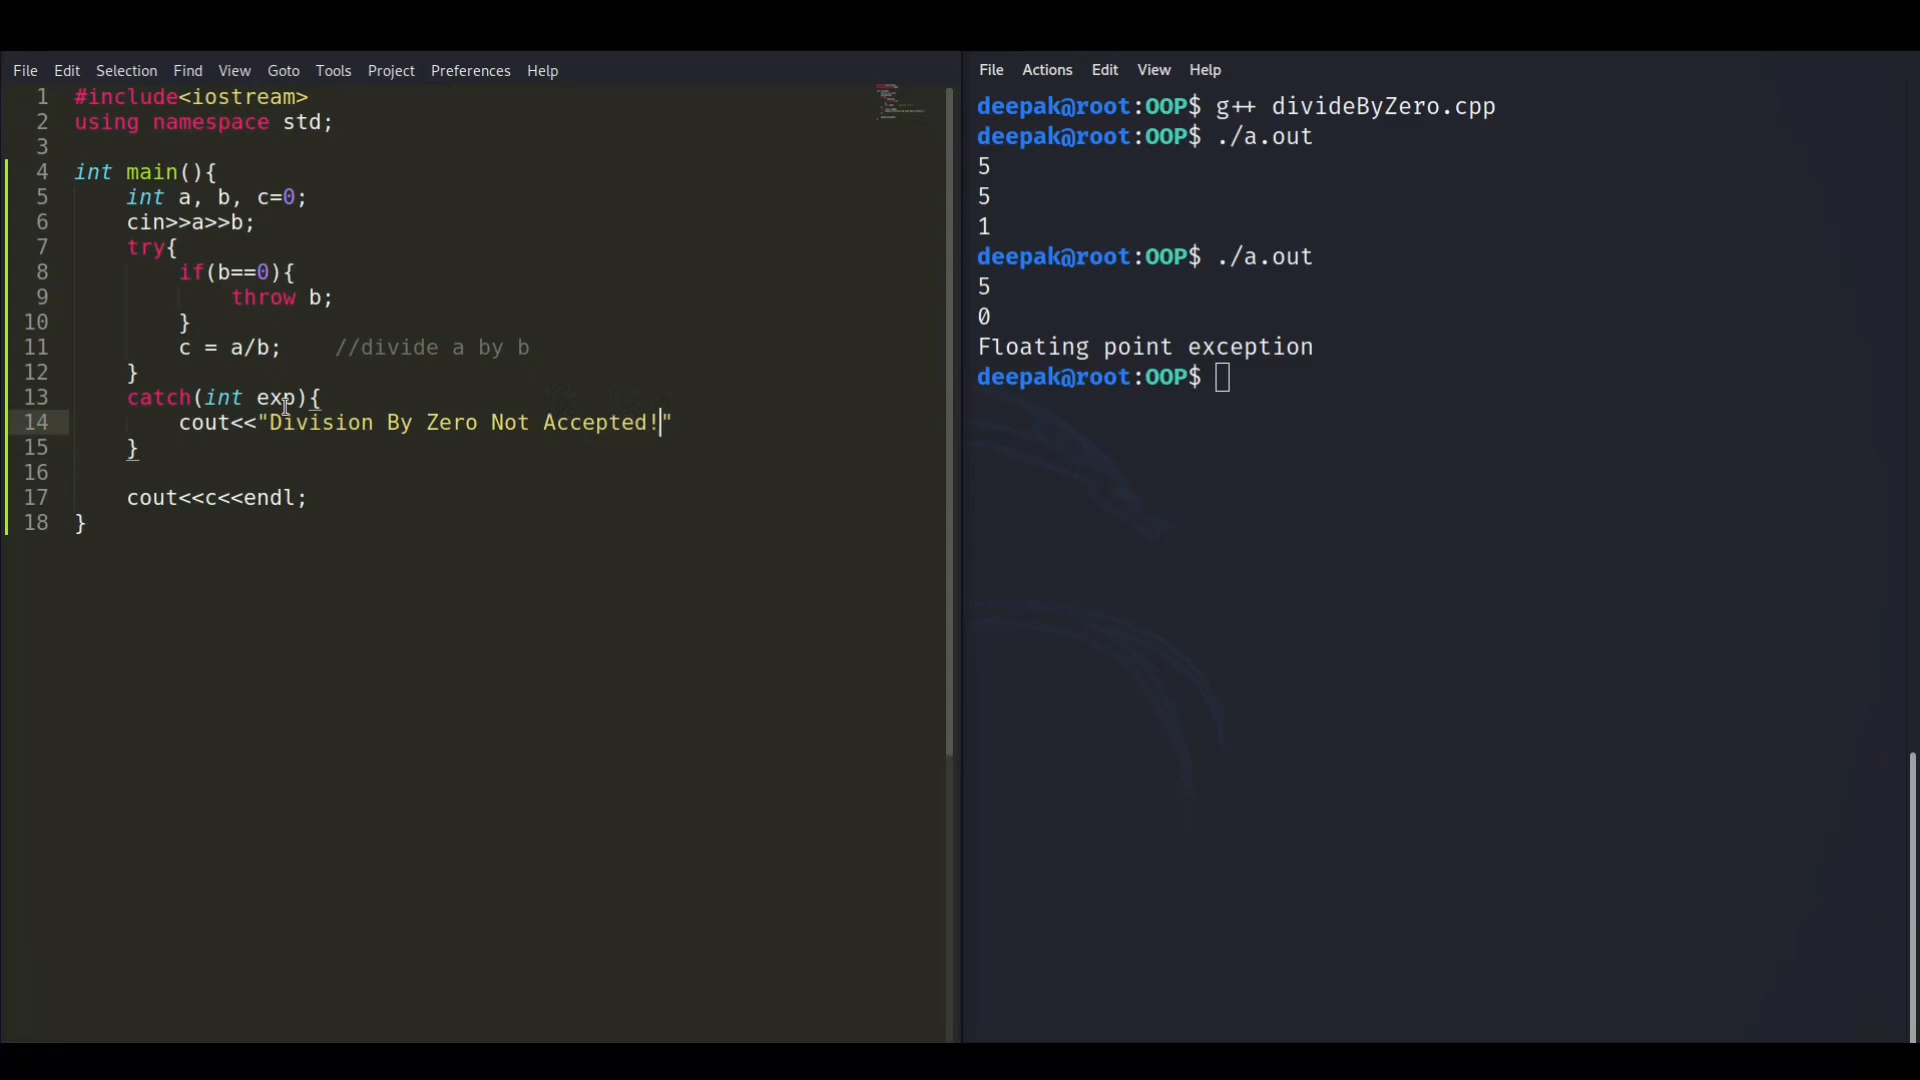 File Edit Selection Find View Goto Tools Project Preferences Help
1 #include<iostream>
2 using namespace std;
3
4 int main(){
5 int a, b, c=0;
6 cin>>a>>b;
7 try{
8 if(b==0){
9 throw b;
10 }
11 c = a/b; //divide a by b
12 }
13 catch(int exp){
14 cout<<"Division By Zero Not Accepted!"
15 }
16
17 cout<<c<<endl;
18 }
File Actions Edit View Help
deepak@root:OOP$ g++ divideByZero.cpp
deepak@root:OOP$ ./a.out
5
5
1
deepak@root:OOP$ ./a.out
5
0
Floating point exception
deepak@root:OOP$